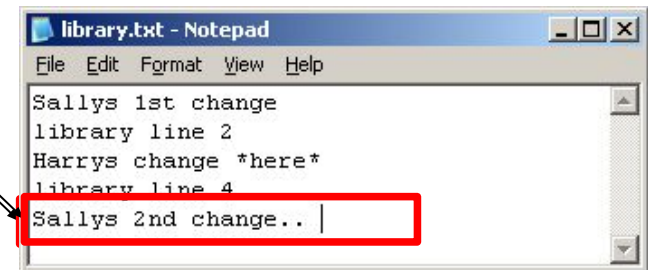 library.txt - Notepad
File Edit Format View Help
Sallys 1st change
library line 2
Harrys change *here*
library line 4
Sallys 2nd change..